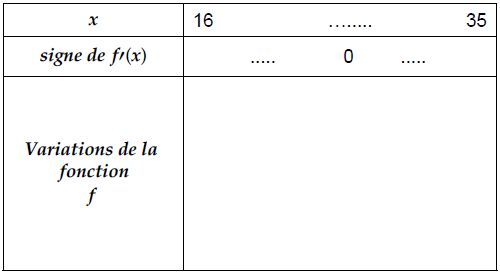 x 16 …..... 35
signe de f′(x) ..... 0 .....
Variations de la
fonction
f